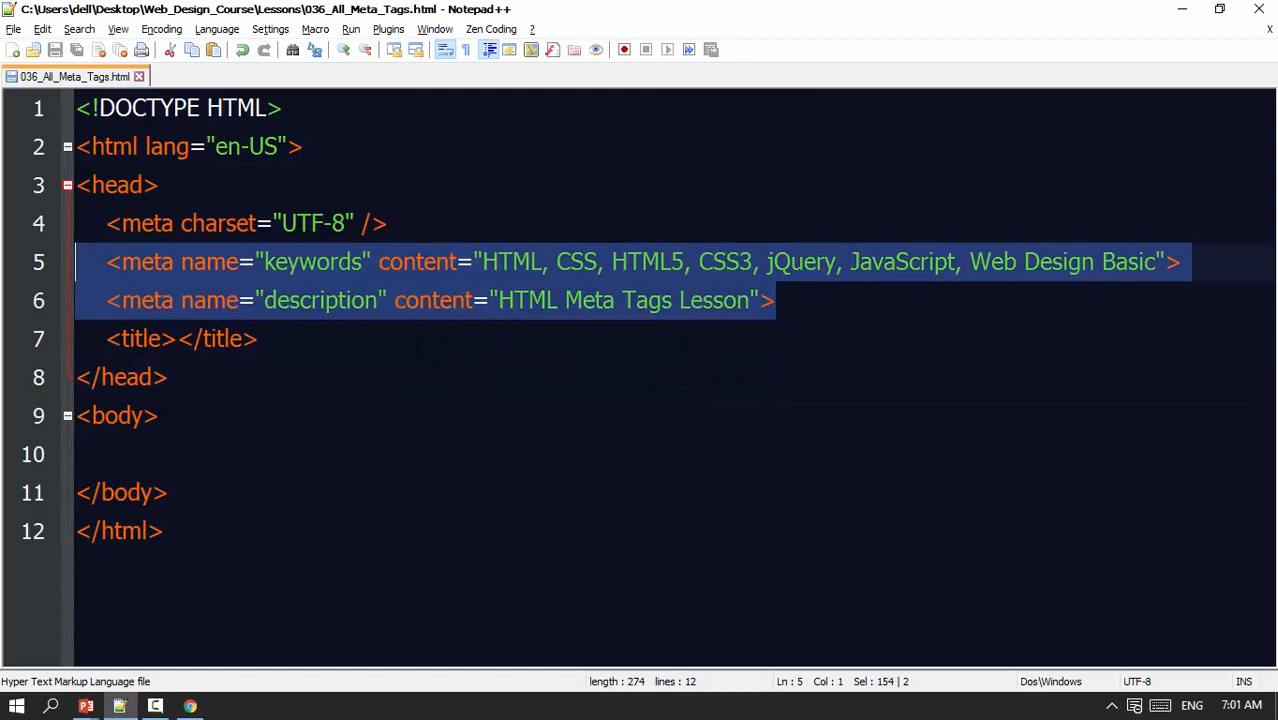 C:\Users\dell\Desktop\Web_Design_Course\Lessons\036_All_Meta_Tags.html - Notepad++
File Edit Search View Encoding Language Settings Macro Run Plugins Window Zen Coding ? X
036_All_Meta_Tags.html
1 <!DOCTYPE HTML>
2 <html lang="en-US">
3 <head>
4 <meta charset="UTF-8" />
5 <meta name="keywords" content="HTML, CSS, HTML5, CSS3, jQuery, JavaScript, Web Design Basic">
6 <meta name="description" content="HTML Meta Tags Lesson">
7 <title></title>
8 </head>
9 <body>
10
11 </body>
12 </html>
Hyper Text Markup Language file length : 274 lines : 12 Ln : 5 Col : 1 Sel : 154 | 2 Dos\Windows UTF-8 INS
ENG 7:01 AM